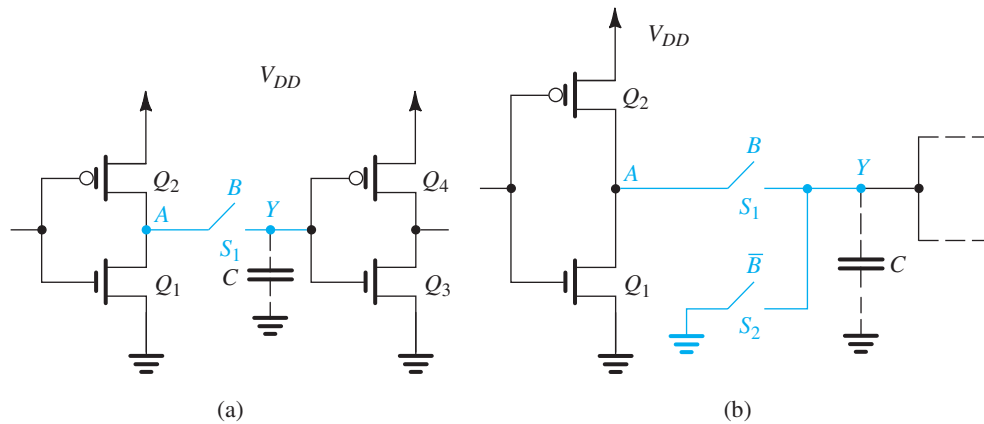 V_DD
Q_2
A
B
S_1
Y
C
Q_1
Q_4
Q_3
(a)
V_DD
Q_2
A
B
S_1
Y
B̅
S_2
C
Q_1
(b)